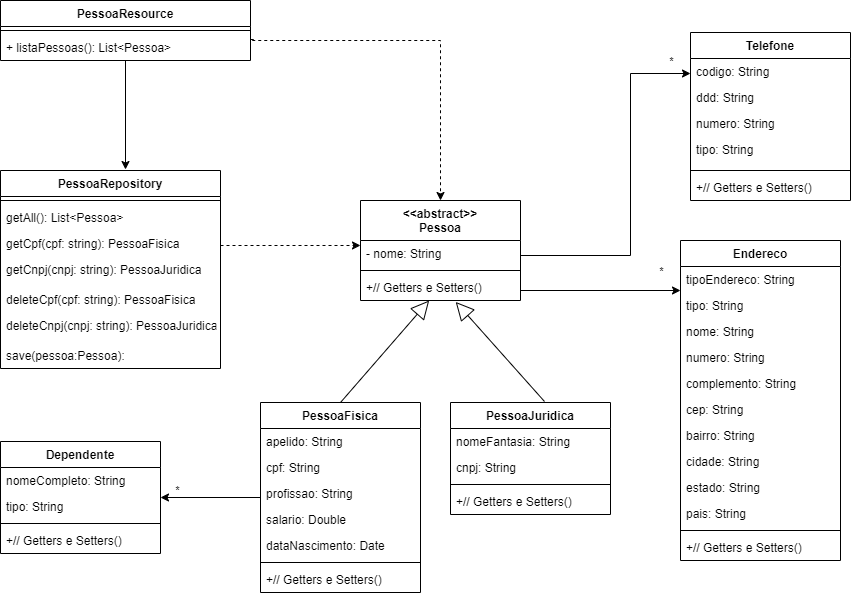 PessoaResource
+ listaPessoas(): List<Pessoa>
PessoaRepository
getAll(): List<Pessoa>
getCpf(cpf: string): PessoaFisica
getCnpj(cnpj: string): PessoaJuridica
deleteCpf(cpf: string): PessoaFisica
deleteCnpj(cnpj: string): PessoaJuridica
save(pessoa:Pessoa):
<<abstract>>
Pessoa
- nome: String
+// Getters e Setters()
*
Telefone
codigo: String
ddd: String
numero: String
tipo: String
+// Getters e Setters()
*
Endereco
tipoEndereco: String
tipo: String
nome: String
numero: String
complemento: String
cep: String
bairro: String
cidade: String
estado: String
pais: String
+// Getters e Setters()
Dependente
nomeCompleto: String
tipo: String
+// Getters e Setters()
*
PessoaFisica
apelido: String
cpf: String
profissao: String
salario: Double
dataNascimento: Date
+// Getters e Setters()
PessoaJuridica
nomeFantasia: String
cnpj: String
+// Getters e Setters()